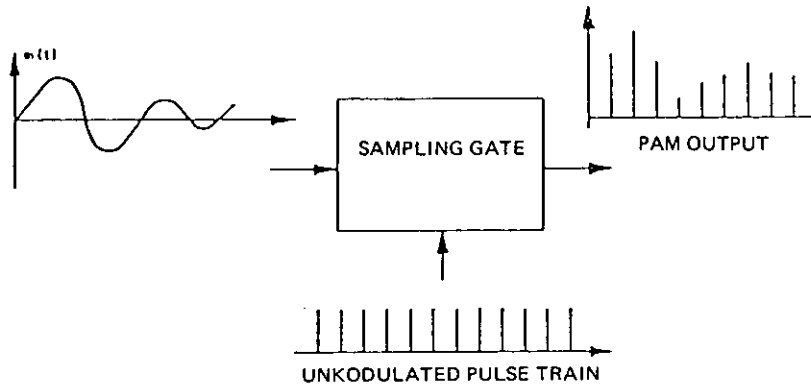 m(t)
SAMPLING GATE
PAM OUTPUT
UNKODULATED PULSE TRAIN